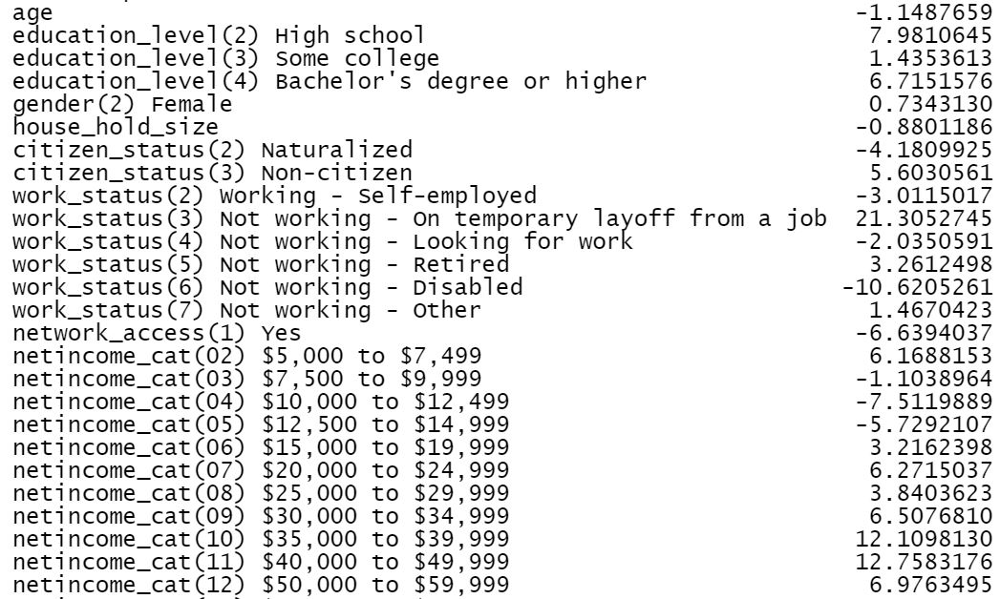 age -1.1487659
education_level(2) High school 7.9810645
education_level(3) Some college 1.4353613
education_level(4) Bachelor's degree or higher 6.7151576
gender(2) Female 0.7343130
house_hold_size -0.8801186
citizen_status(2) Naturalized -4.1809925
citizen_status(3) Non-citizen 5.6030561
work_status(2) Working - Self-employed -3.0115017
work_status(3) Not working - On temporary layoff from a job 21.3052745
work_status(4) Not working - Looking for work -2.0350591
work_status(5) Not working - Retired 3.2612498
work_status(6) Not working - Disabled -10.6205261
work_status(7) Not working - Other 1.4670423
network_access(1) Yes -6.6394037
netincome_cat(02) $5,000 to $7,499 6.1688153
netincome_cat(03) $7,500 to $9,999 -1.1038964
netincome_cat(04) $10,000 to $12,499 -7.5119889
netincome_cat(05) $12,500 to $14,999 -5.7292107
netincome_cat(06) $15,000 to $19,999 3.2162398
netincome_cat(07) $20,000 to $24,999 6.2715037
netincome_cat(08) $25,000 to $29,999 3.8403623
netincome_cat(09) $30,000 to $34,999 6.5076810
netincome_cat(10) $35,000 to $39,999 12.1098130
netincome_cat(11) $40,000 to $49,999 12.7583176
netincome_cat(12) $50,000 to $59,999 6.9763495